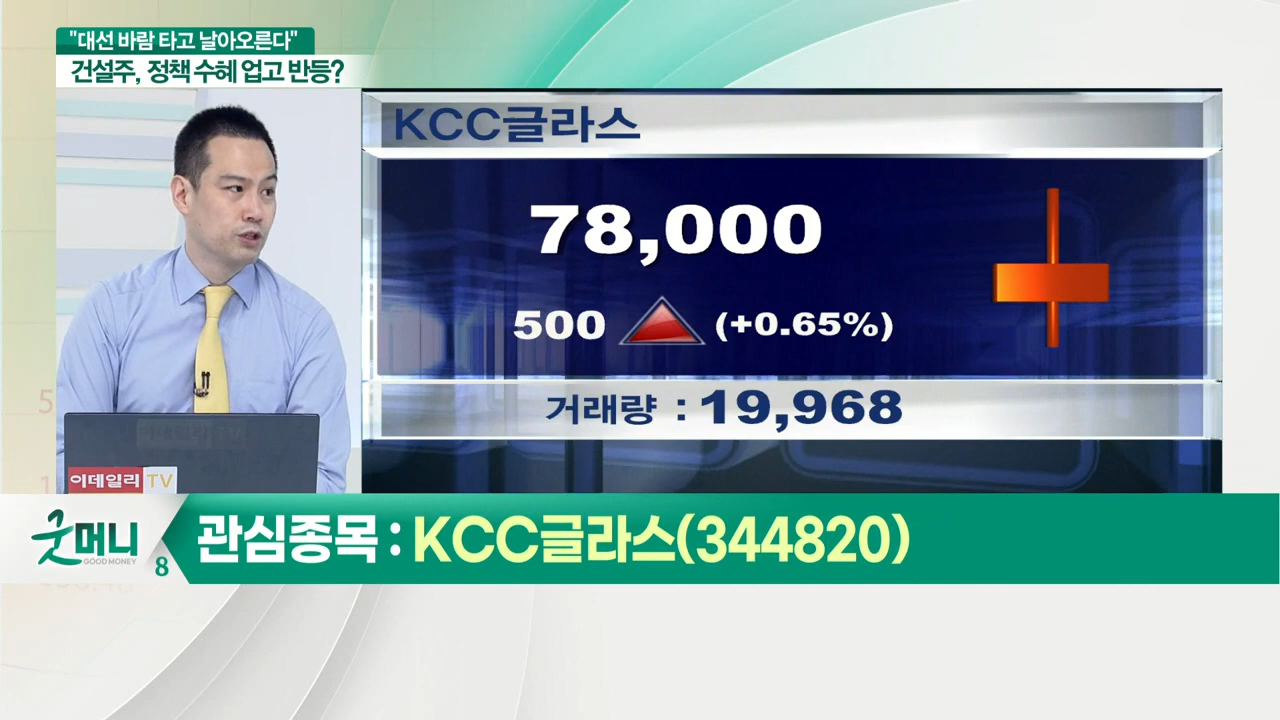 "대선 바람 타고 날아오른다"
건설주, 정책 수혜 업고 반등?
KCC글라스
78,000
500 ▲ (+0.65%)
거래량 : 19,968
이데일리 TV
굿머니
GOOD MONEY
8
관심종목 : KCC글라스(344820)